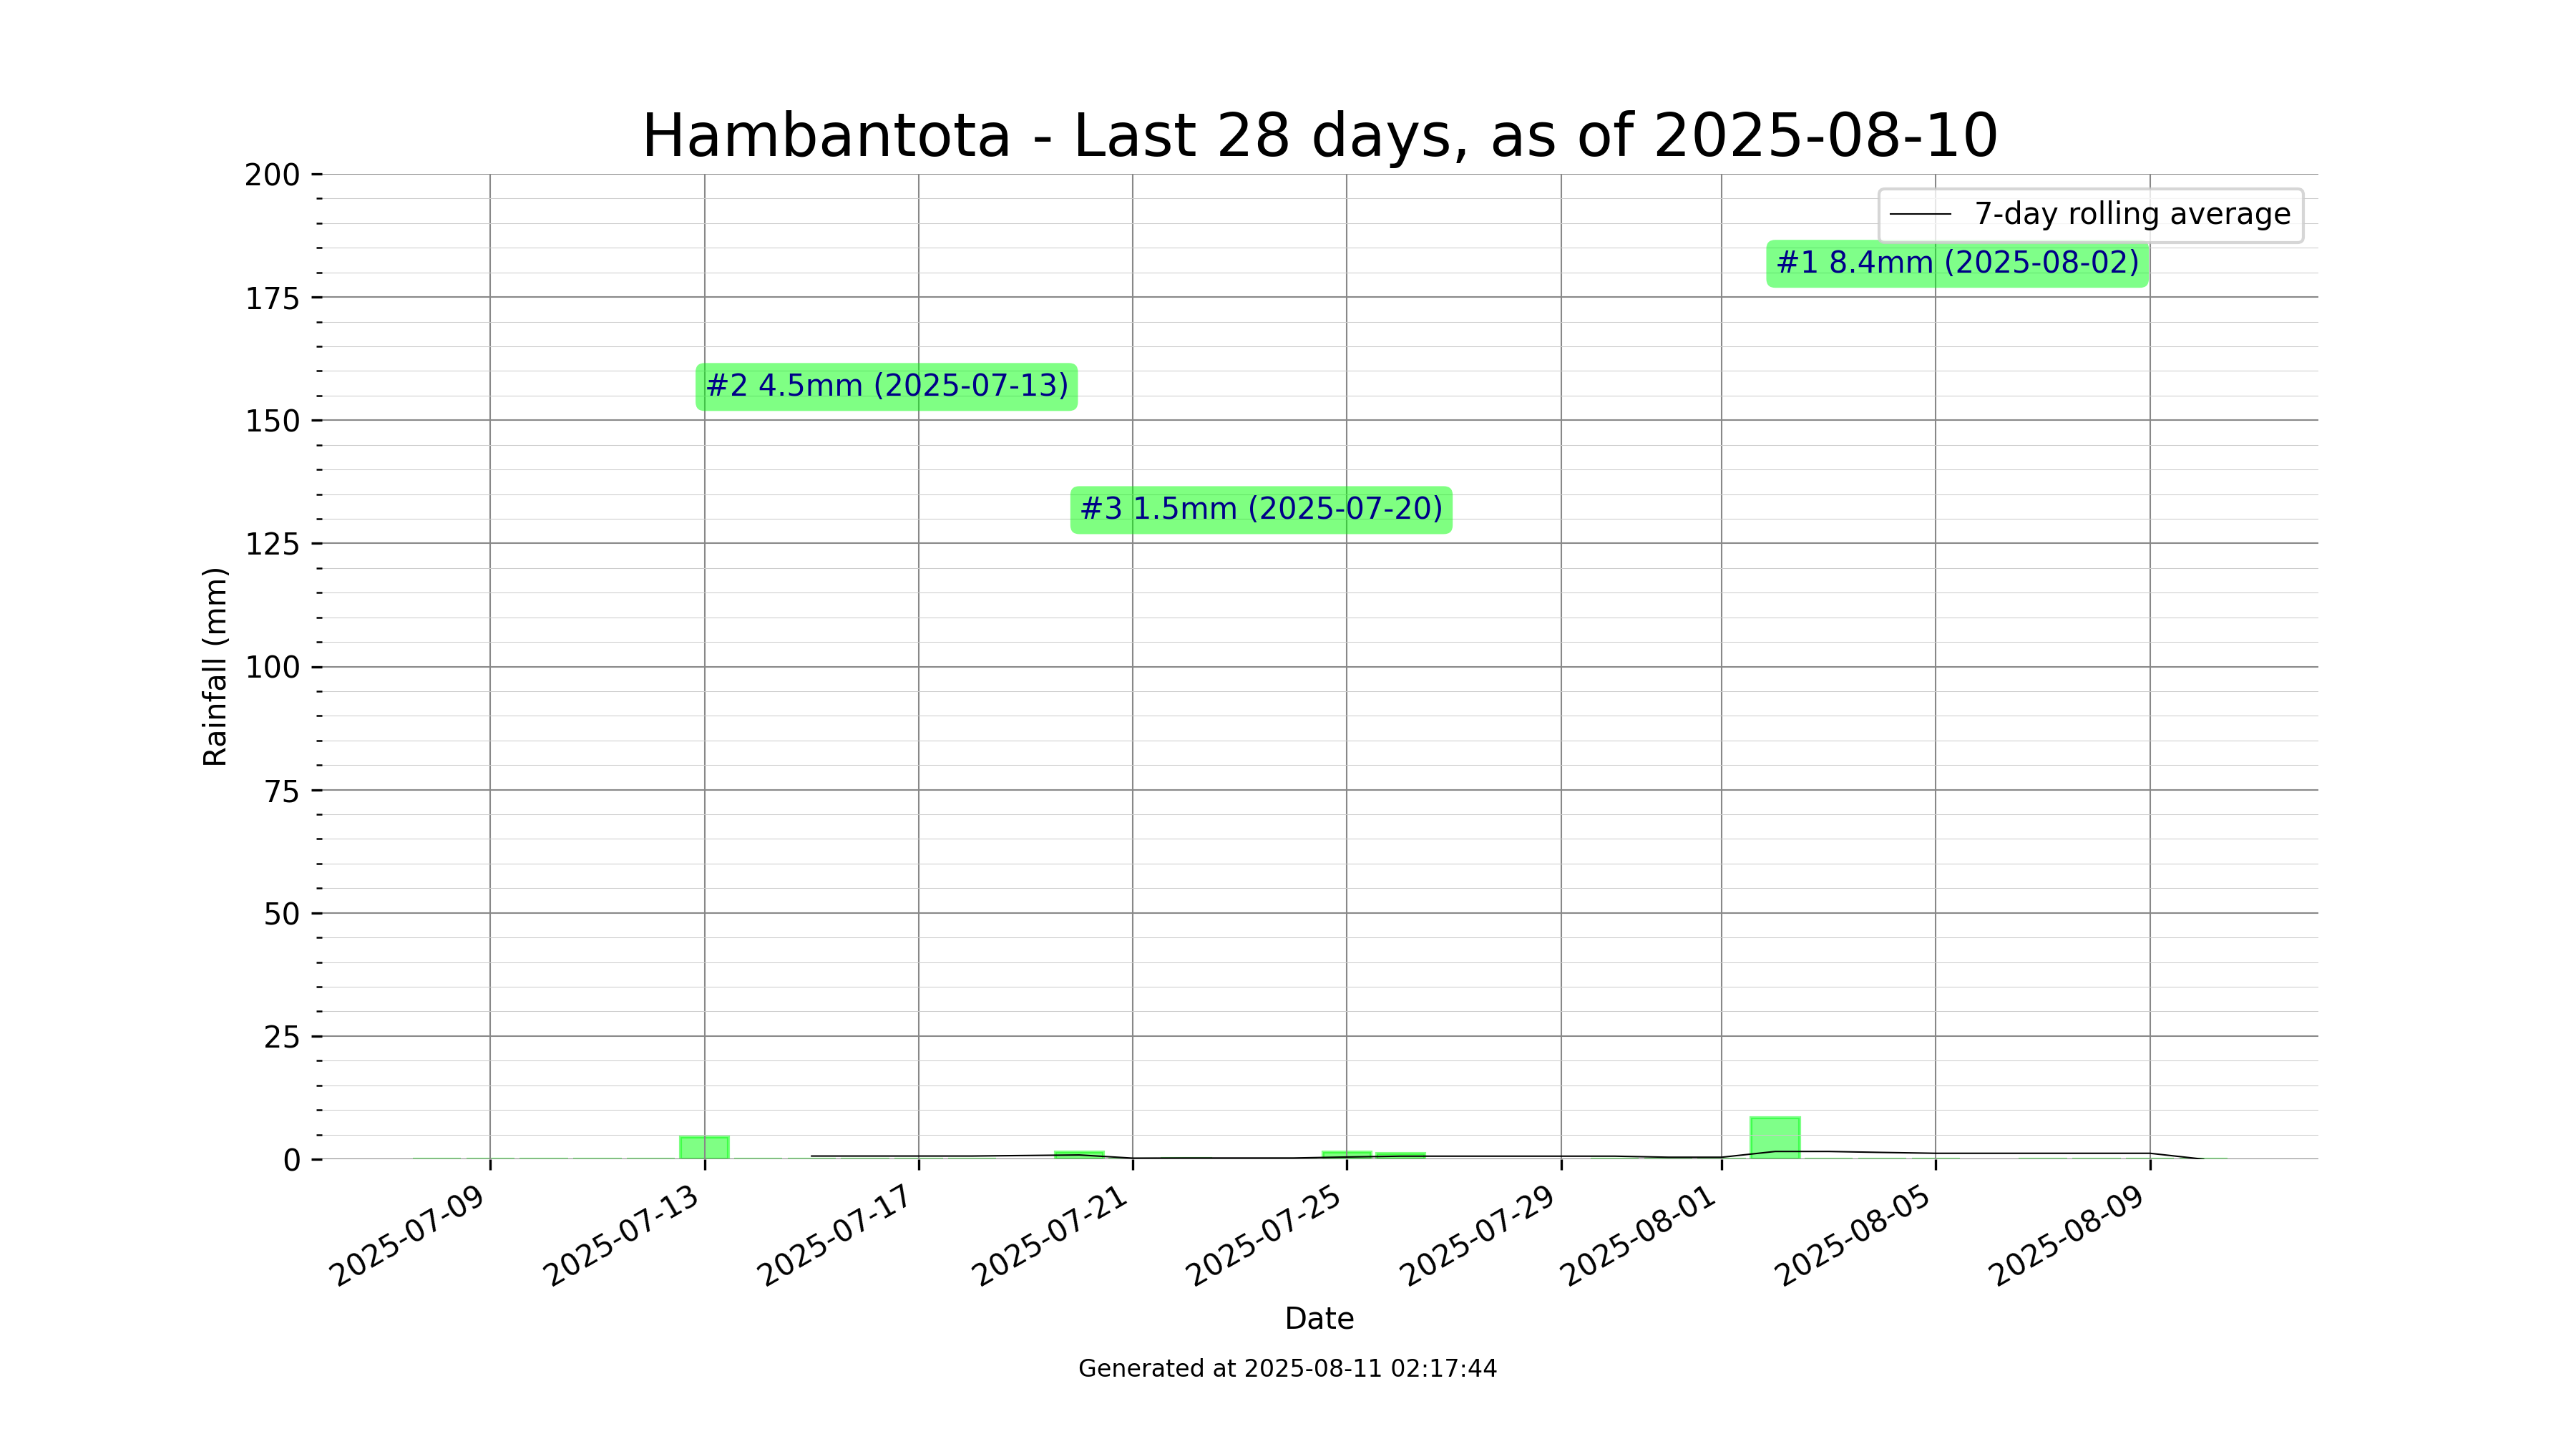 Hambantota - Last 28 days, as of 2025-08-10
200
175
150
125
100
75
50
25
0
Rainfall (mm)
7-day rolling average
#1 8.4mm (2025-08-02)
#2 4.5mm (2025-07-13)
#3 1.5mm (2025-07-20)
2025-07-09
2025-07-13
2025-07-17
2025-07-21
2025-07-25
2025-07-29
2025-08-01
2025-08-05
2025-08-09
Date
Generated at 2025-08-11 02:17:44